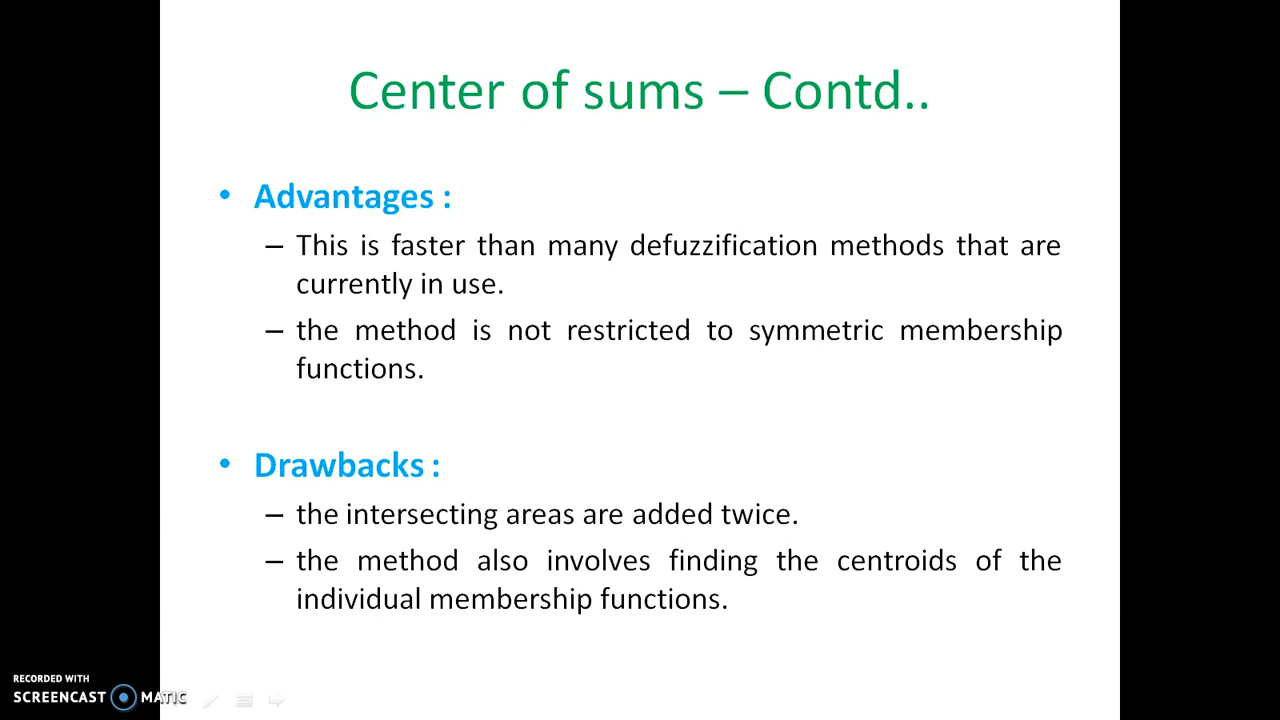 Center of sums – Contd..
• Advantages :
– This is faster than many defuzzification methods that are
currently in use.
– the method is not restricted to symmetric membership
functions.
• Drawbacks :
– the intersecting areas are added twice.
– the method also involves finding the centroids of the
individual membership functions.
RECORDED WITH
SCREENCAST MATIC